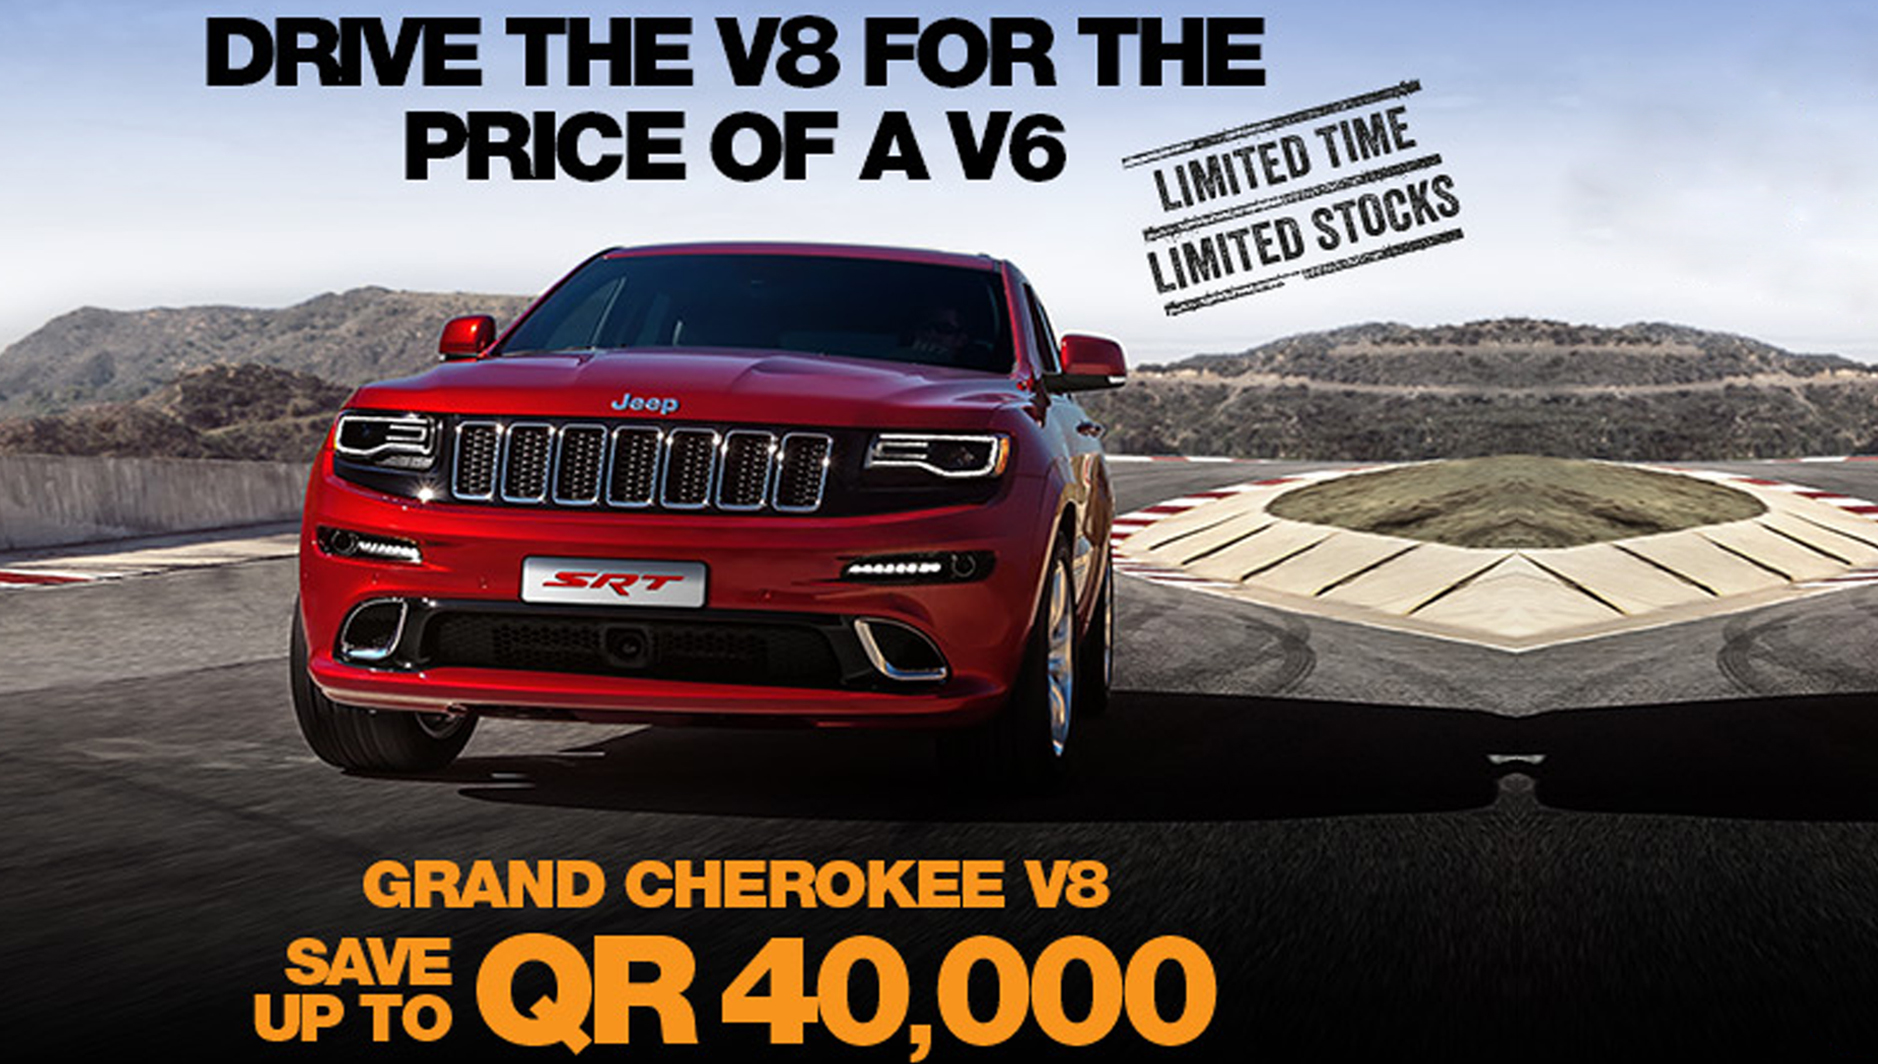 DRIVE THE V8 FOR THE
PRICE OF A V6
LIMITED TIME
LIMITED STOCKS
Jeep
SRT
GRAND CHEROKEE V8
SAVE
UP TO
QR 40,000